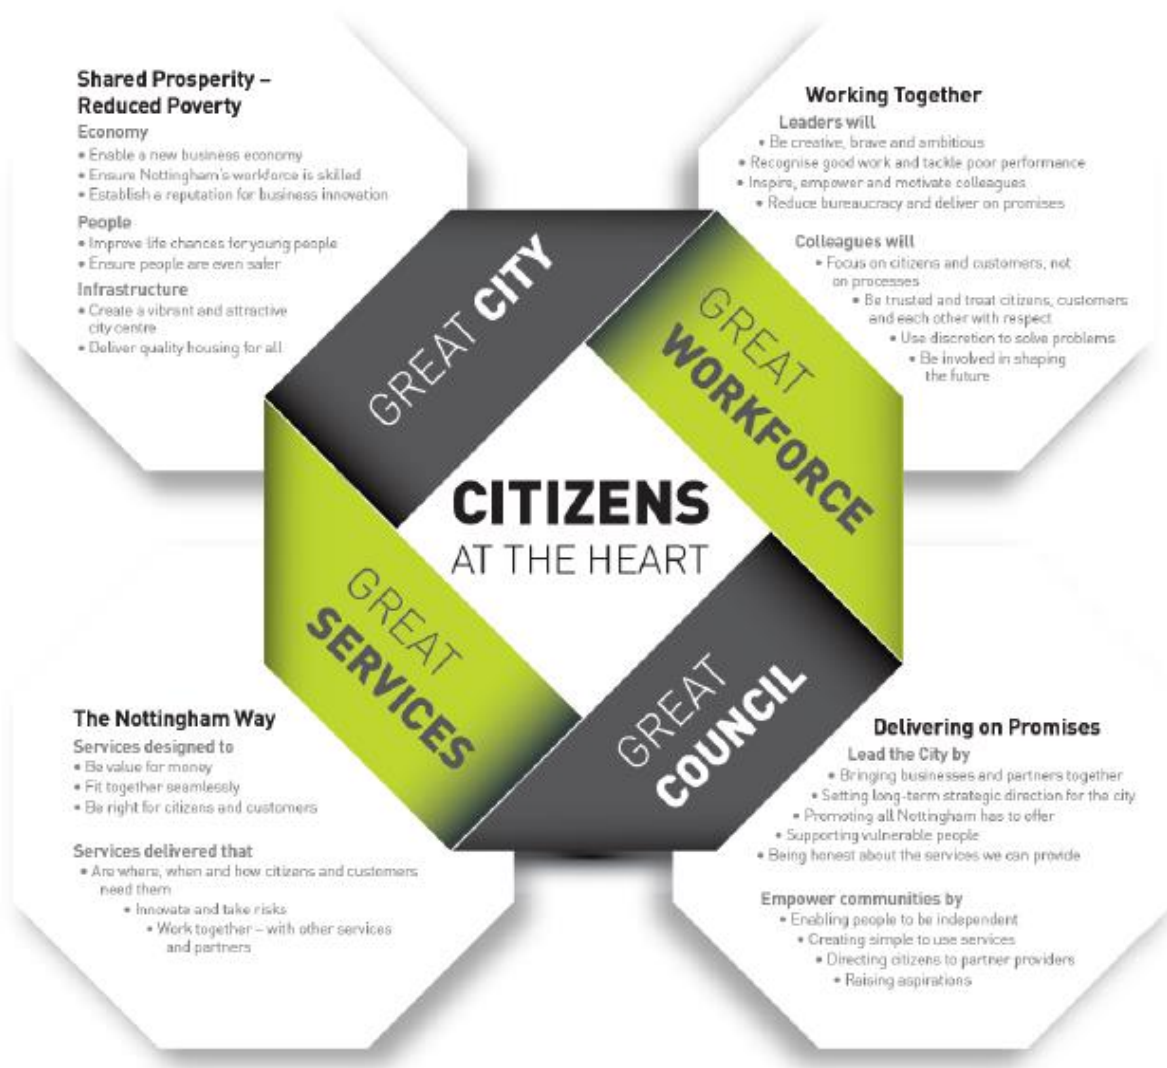 Shared Prosperity –
Reduced Poverty
Economy
• Enable a new business economy
• Ensure Nottingham's workforce is skilled
• Establish a reputation for business innovation
People
• Improve life chances for young people
• Ensure people are even safer
Infrastructure
• Create a vibrant and attractive
city centre
• Deliver quality housing for all
Working Together
Leaders will
• Be creative, brave and ambitious
• Recognise good work and tackle poor performance
• Inspire, empower and motivate colleagues
• Reduce bureaucracy and deliver on promises
Colleagues will
• Focus on citizens and customers, not
on processes
• Be trusted and treat citizens, customers
and each other with respect
• Use discretion to solve problems
• Be involved in shaping
the future
GREAT CITY
GREAT
WORKFORCE
CITIZENS
AT THE HEART
GREAT
SERVICES
GREAT
COUNCIL
The Nottingham Way
Services designed to
• Be value for money
• Fit together seamlessly
• Be right for citizens and customers
Services delivered that
• Are where, when and how citizens and customers
need them
• Innovate and take risks
• Work together – with other services
and partners
Delivering on Promises
Lead the City by
• Bringing businesses and partners together
• Setting long-term strategic direction for the city
• Promoting all Nottingham has to offer
• Supporting vulnerable people
• Being honest about the services we can provide
Empower communities by
• Enabling people to be independent
• Creating simple to use services
• Directing citizens to partner providers
• Raising aspirations